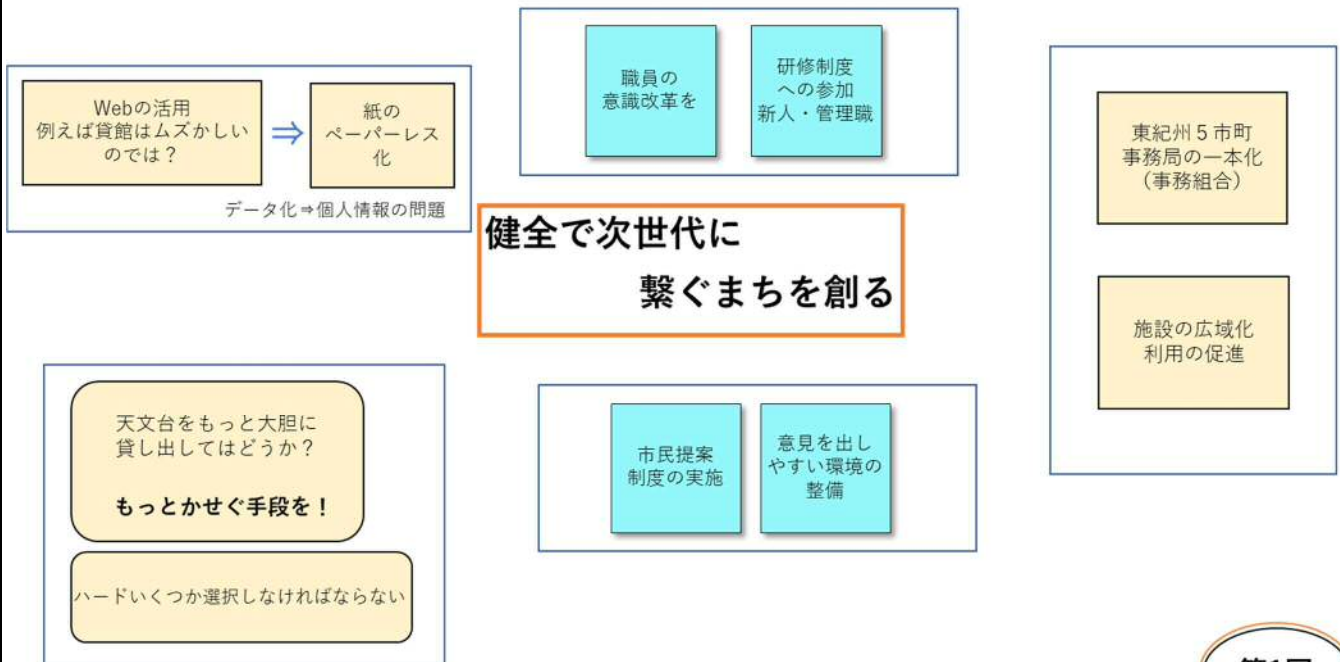 Webの活用
例えば貸館はムズかしい
のでは？
⇒
紙の
ペーパーレス
化
データ化⇒個人情報の問題
職員の
意識改革を
研修制度
への参加
新人・管理職
東紀州５市町
事務局の一本化
（事務組合）
施設の広域化
利用の促進
健全で次世代に
繋ぐまちを創る
天文台をもっと大胆に
貸し出してはどうか？
もっとかせぐ手段を！
ハードいくつか選択しなければならない
市民提案
制度の実施
意見を出し
やすい環境の
整備
第1回